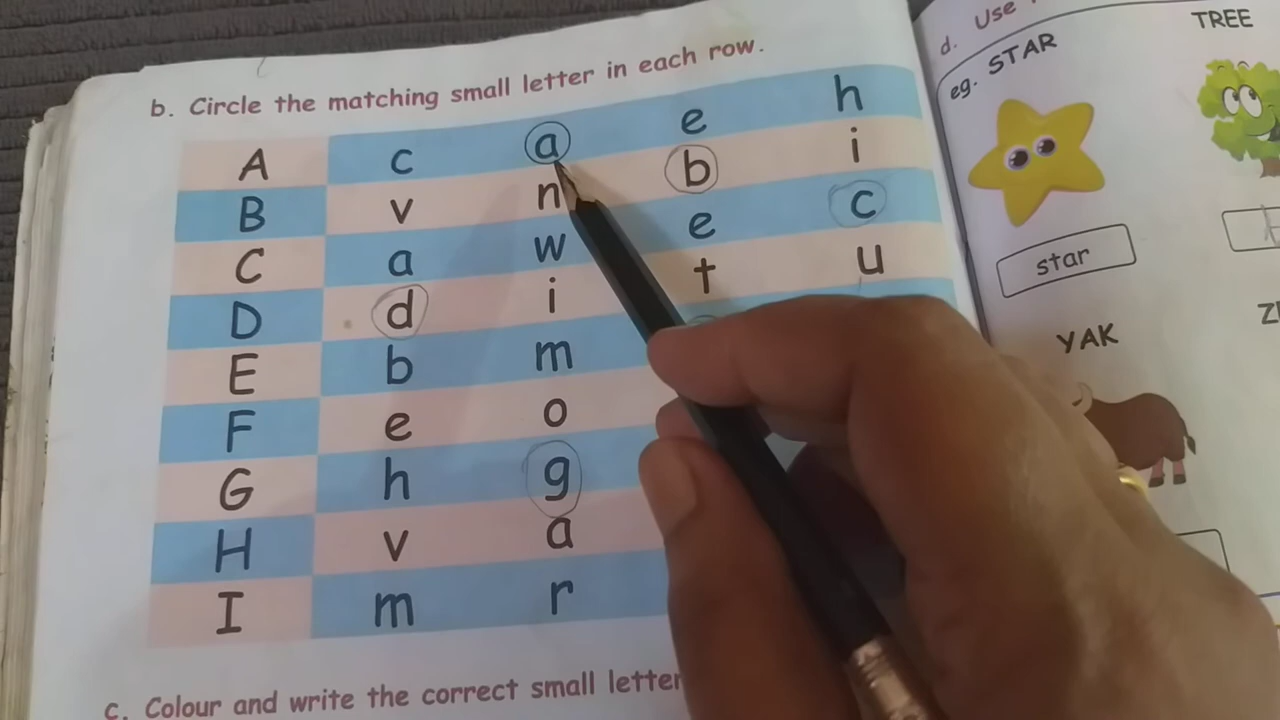 b. Circle the matching small letter in each row.
A c a e h
B v n b i
C a w e c
D d i t u
E b m
F e o
G h g
H v a
I m r
c. Colour and write the correct small letter
d. Use
eg. STAR
TREE
star
YAK